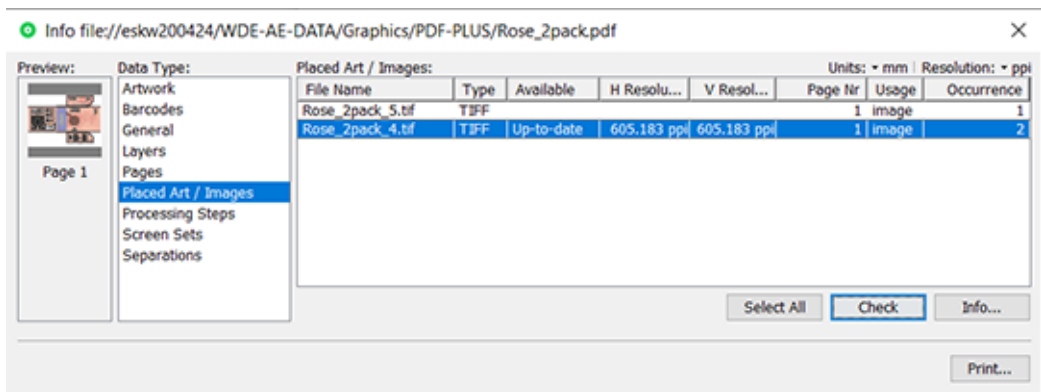 Info file://eskw200424/WDE-AE-DATA/Graphics/PDF-PLUS/Rose_2pack.pdf
Preview: Data Type: Placed Art / Images: Units: mm Resolution: ppi
Page 1
Artwork
Barcodes
General
Layers
Pages
Placed Art / Images
Processing Steps
Screen Sets
Separations
File Name Type Available H Resolu... V Resol... Page Nr Usage Occurrence
Rose_2pack_5.tif TIFF 1 image 1
Rose_2pack_4.tif TIFF Up-to-date 605.183 ppi 605.183 ppi 1 image 2
Select All Check Info...
Print...